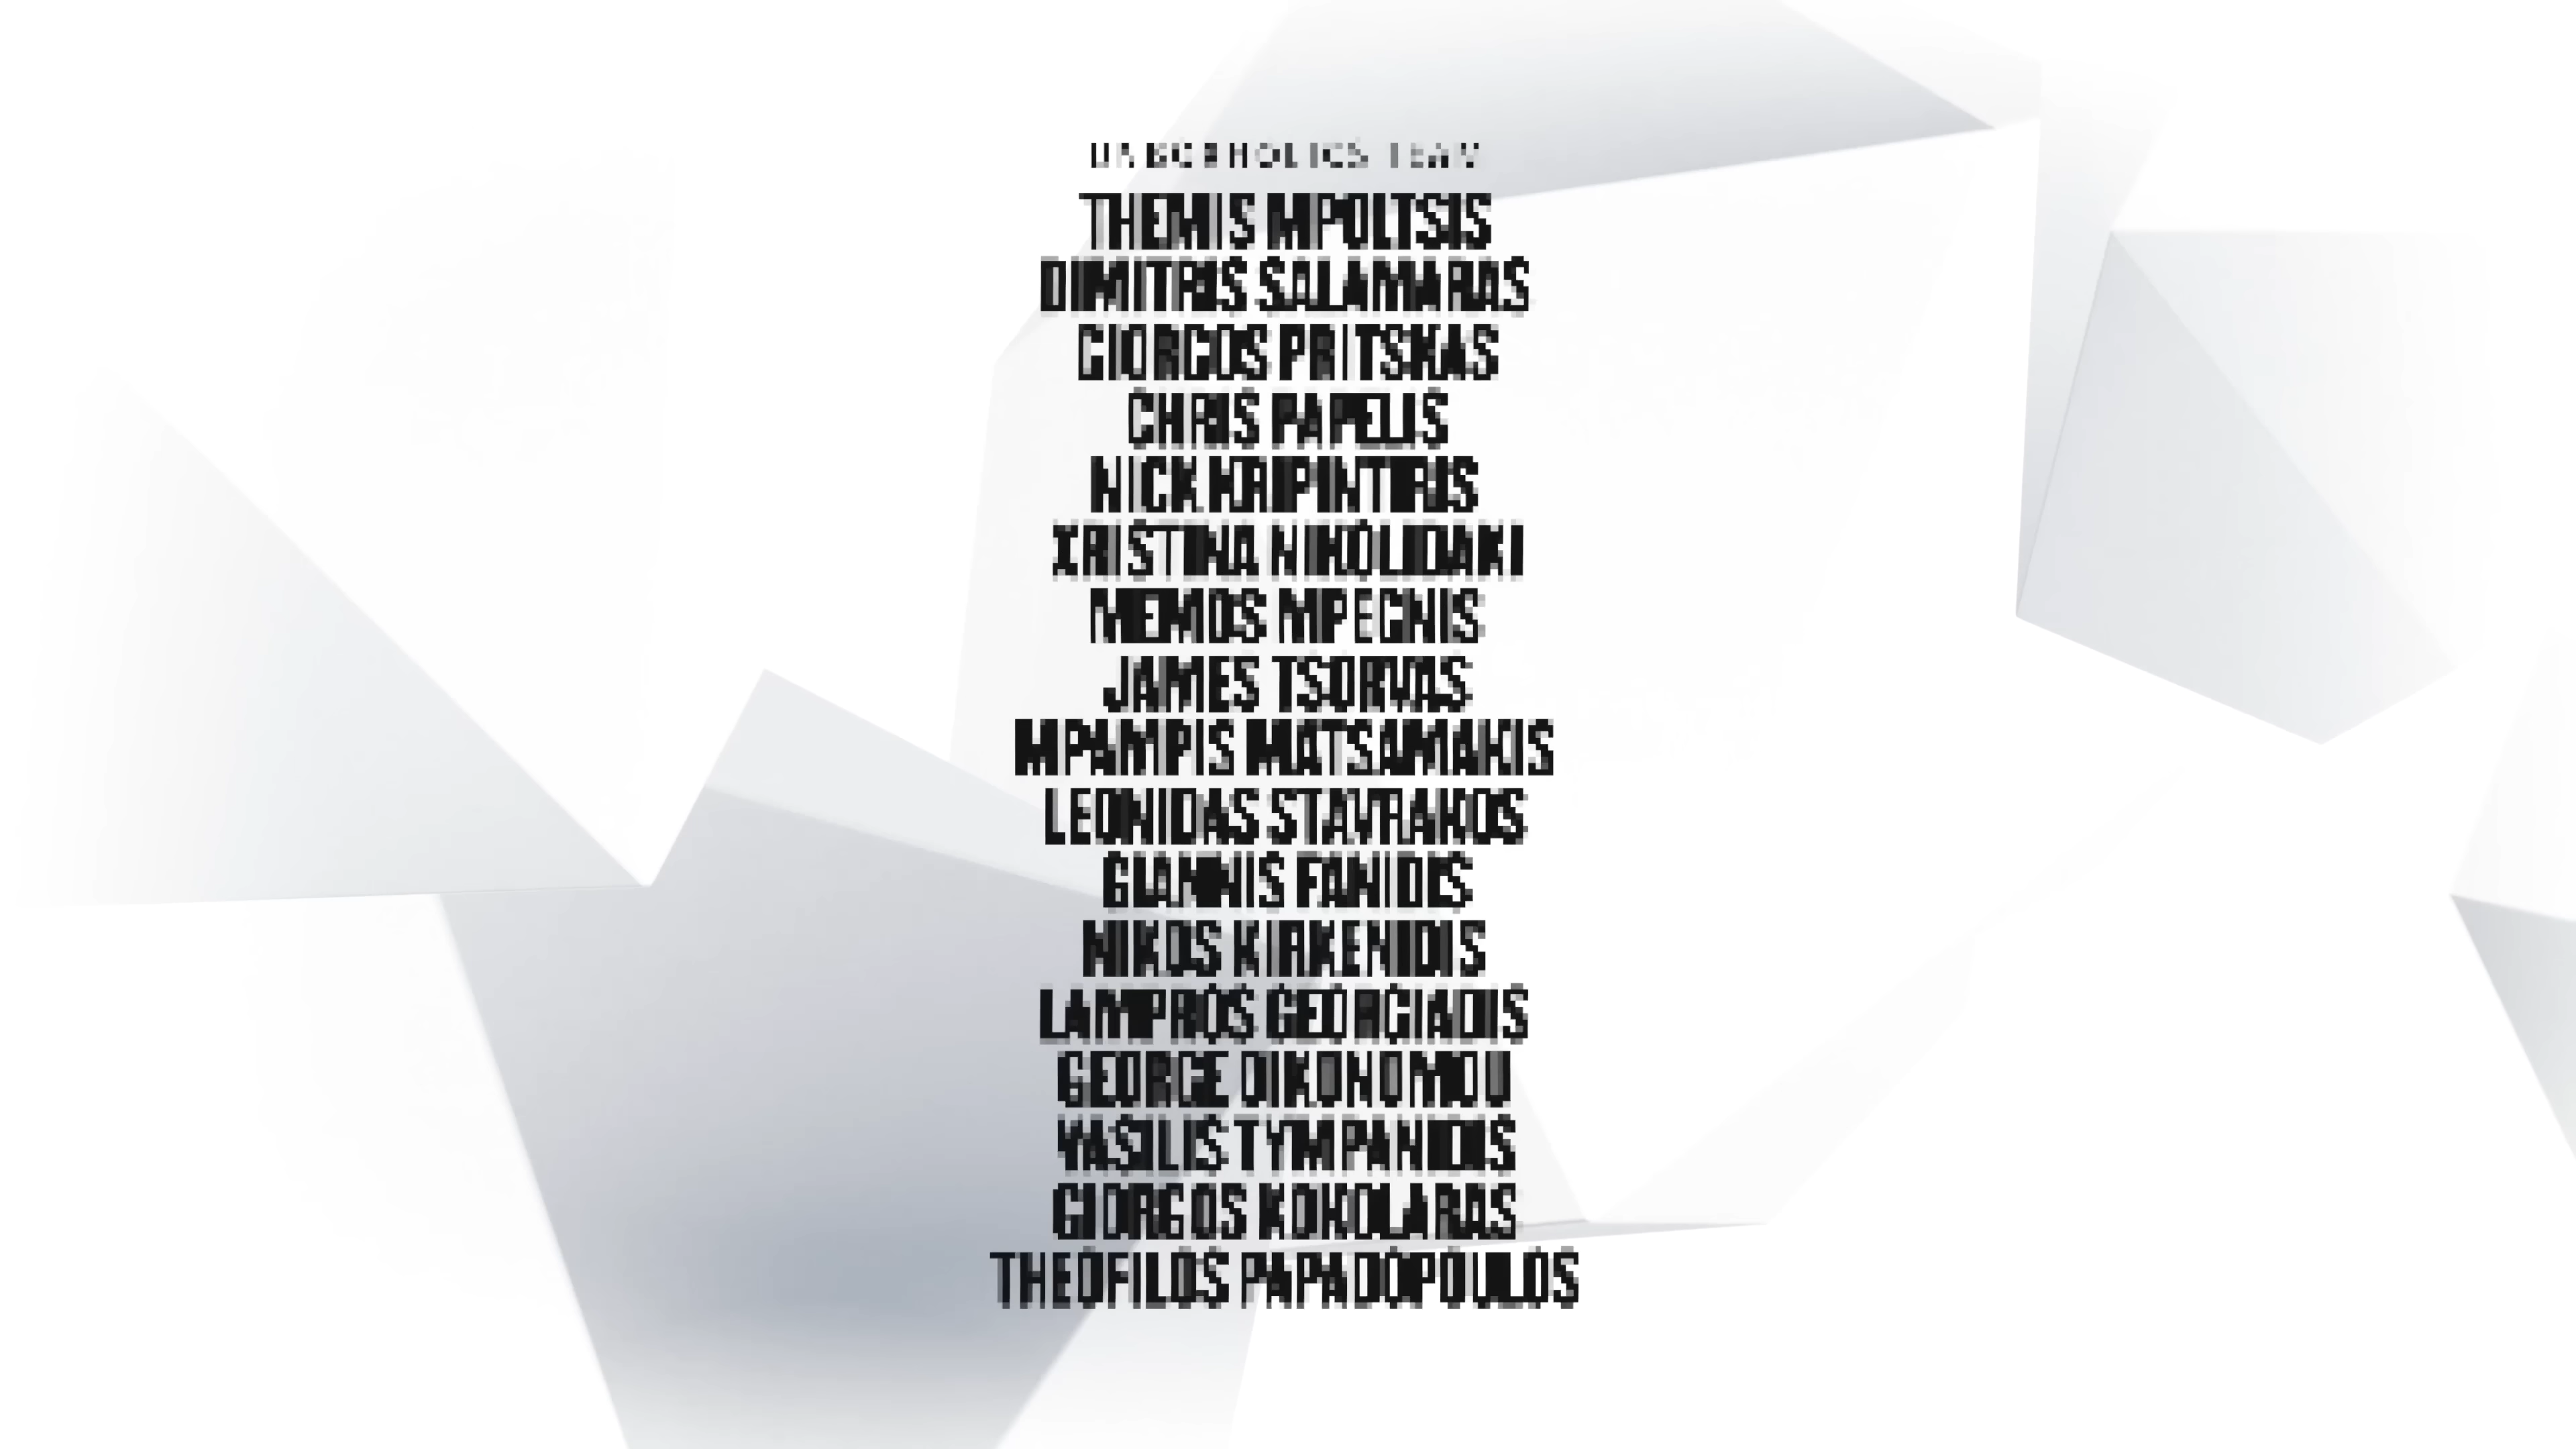 THEMIS MPOLTSIS
DIMITRIS SALAMARAS
GIORGOS PRITSKAS
CHRIS PAPELIS
NICK KRIPINTIRIS
XRISTINA NIKOLIDAKI
MEMOS MPEGNIS
JAMES TSORVAS
MPAMPIS MATSAMAKIS
LEONIDAS STAVRAKOS
GIANNIS FANIDIS
NIKOS KIRKENIDIS
LAMPROS GEORGIADIS
GEORGE OIKONOMOU
VASILIS TYMPANIDIS
GIORGOS KOKOLARAS
THEOFILOS PAPADOPOULOS